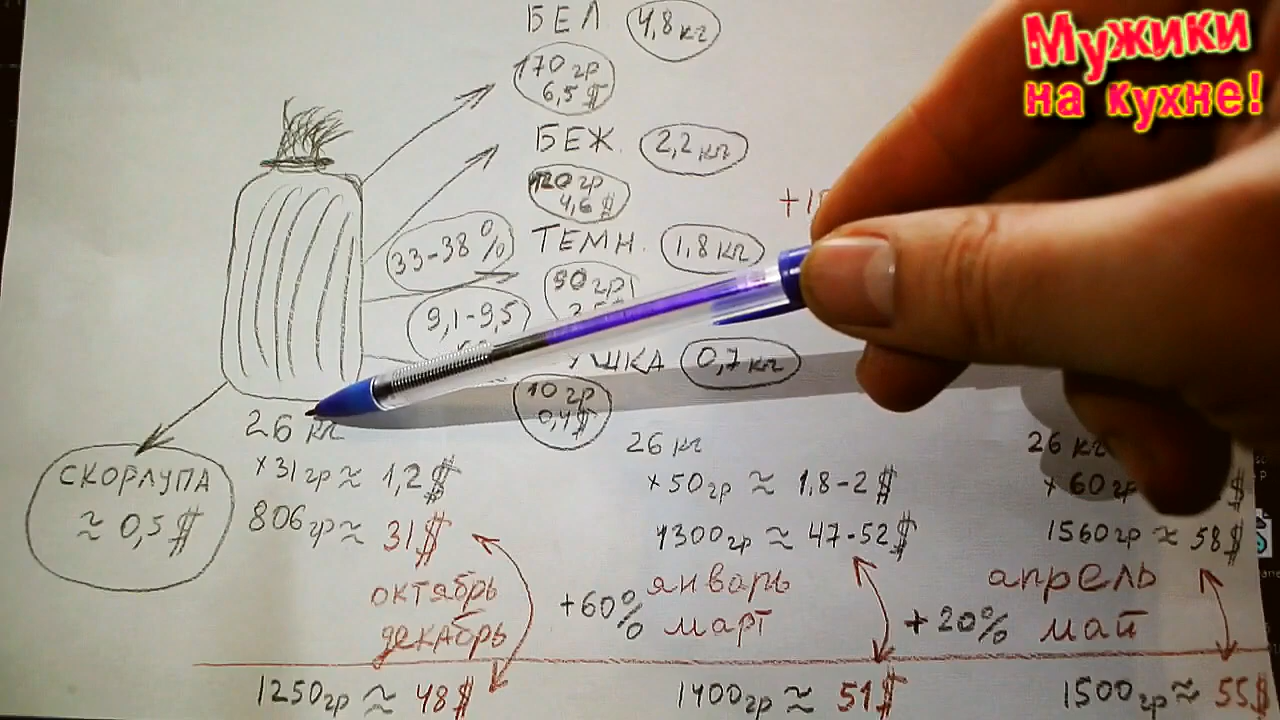 Мужики
на кухне!
БЕЛ 4,8 кг
170 гр
6,5 $
БЕЖ. 2,2 кг
120 гр
4,6 $
33-38%
ТЕМН. 1,8 кг
90 гр
9,1-9,5
0,7 кг
10 гр
0,4 $
СКОРЛУПА
≈ 0,5 $
26 кг
× 31 гр ≈ 1,2 $
806 гр ≈ 31 $
октябрь
декабрь
1250 гр ≈ 48 $
26 кг
× 50 гр ≈ 1,8-2 $
1300 гр ≈ 47-52 $
+60%
январь
март
1400 гр ≈ 51 $
26 кг
× 60 гр
$
1560 гр ≈ 58 $
апрель
+20% май
1500 гр ≈ 55 $